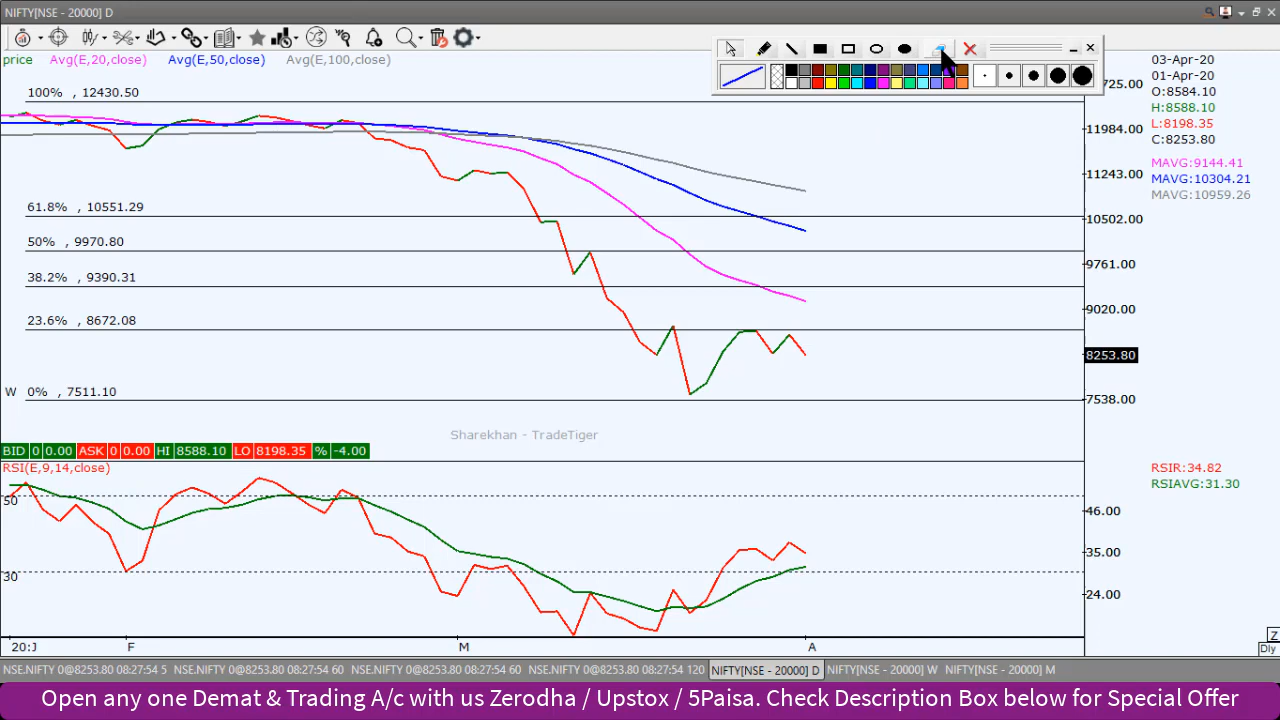 NIFTY[NSE - 20000] D
price Avg(E,20,close) Avg(E,50,close) Avg(E,100,close)
03-Apr-20
01-Apr-20
O:8584.10
H:8588.10
L:8198.35
C:8253.80
MAVG:9144.41
MAVG:10304.21
MAVG:10959.26
100% , 12430.50
61.8% , 10551.29
50% , 9970.80
38.2% , 9390.31
23.6% , 8672.08
W 0% , 7511.10
725.00
11984.00
11243.00
10502.00
9761.00
9020.00
8253.80
7538.00
Sharekhan - TradeTiger
BID 0 0.00 ASK 0 0.00 HI 8588.10 LO 8198.35 % -4.00
RSI(E,9,14,close)
RSIR:34.82
RSIAVG:31.30
50
30
46.00
35.00
24.00
20:J F M A
Z
Dly
NSE.NIFTY 0@8253.80 08:27:54 5 NSE.NIFTY 0@8253.80 08:27:54 60 NSE.NIFTY 0@8253.80 08:27:54 60 NSE.NIFTY 0@8253.80 08:27:54 120 NIFTY[NSE - 20000] D NIFTY[NSE - 20000] W NIFTY[NSE - 20000] M
Open any one Demat & Trading A/c with us Zerodha / Upstox / 5Paisa. Check Description Box below for Special Offer